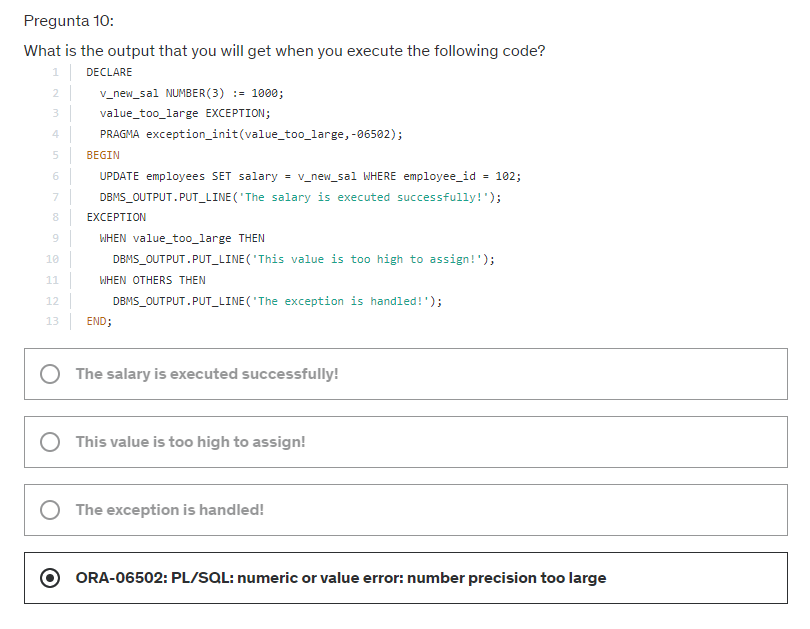 Pregunta 10:
What is the output that you will get when you execute the following code?
1 DECLARE
2 v_new_sal NUMBER(3) := 1000;
3 value_too_large EXCEPTION;
4 PRAGMA exception_init(value_too_large,-06502);
5 BEGIN
6 UPDATE employees SET salary = v_new_sal WHERE employee_id = 102;
7 DBMS_OUTPUT.PUT_LINE('The salary is executed successfully!');
8 EXCEPTION
9 WHEN value_too_large THEN
10 DBMS_OUTPUT.PUT_LINE('This value is too high to assign!');
11 WHEN OTHERS THEN
12 DBMS_OUTPUT.PUT_LINE('The exception is handled!');
13 END;
The salary is executed successfully!
This value is too high to assign!
The exception is handled!
ORA-06502: PL/SQL: numeric or value error: number precision too large